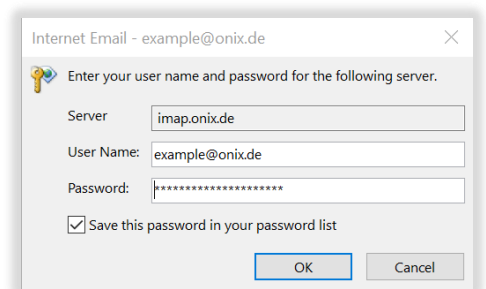 Internet Email - example@onix.de
Enter your user name and password for the following server.
Server imap.onix.de
User Name: example@onix.de
Password: *********************
Save this password in your password list
OK Cancel